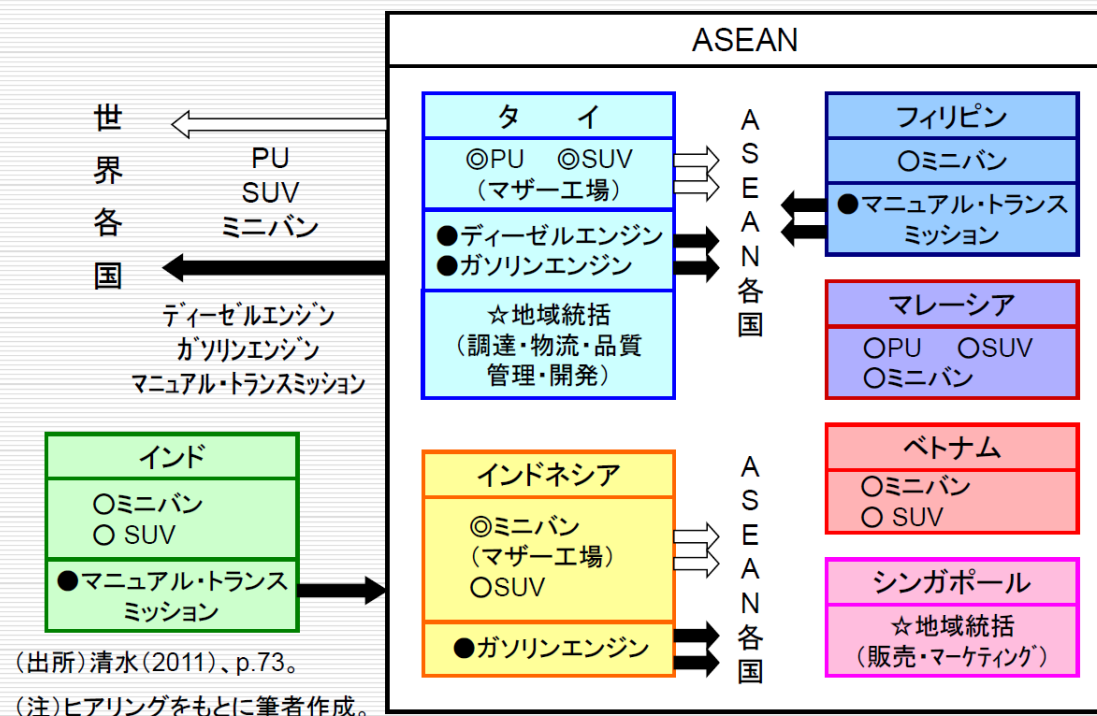 ASEAN
世界各国
PU
SUV
ミニバン
ディーゼルエンジン
ガソリンエンジン
マニュアル・トランスミッション
タ　イ
◎PU　◎SUV
(マザー工場)
●ディーゼルエンジン
●ガソリンエンジン
☆地域統括
(調達・物流・品質
管理・開発)
ASEAN各国
フィリピン
○ミニバン
●マニュアル・トランス
ミッション
マレーシア
○PU　○SUV
○ミニバン
インド
○ミニバン
○ SUV
●マニュアル・トランス
ミッション
インドネシア
◎ミニバン
(マザー工場)
○SUV
●ガソリンエンジン
ASEAN各国
ベトナム
○ミニバン
○ SUV
シンガポール
☆地域統括
(販売・マーケティング)
(出所)清水(2011)、p.73。
(注)ヒアリングをもとに筆者作成。